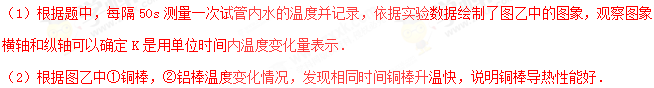 （1）根据题中，每隔50s测量一次试管内水的温度并记录，依据实验数据绘制了图乙中的图象，观察图象
横轴和纵轴可以确定K是用单位时间内温度变化量表示．
（2）根据图乙中①铜棒，②铝棒温度变化情况，发现相同时间铜棒升温快，说明铜棒导热性能好．